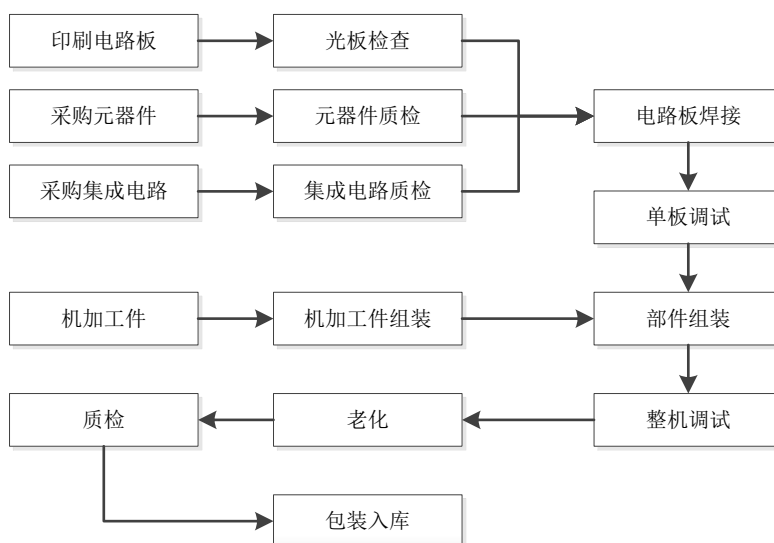 印刷电路板
光板检查
采购元器件
元器件质检
电路板焊接
采购集成电路
集成电路质检
单板调试
机加工件
机加工件组装
部件组装
质检
老化
整机调试
包装入库